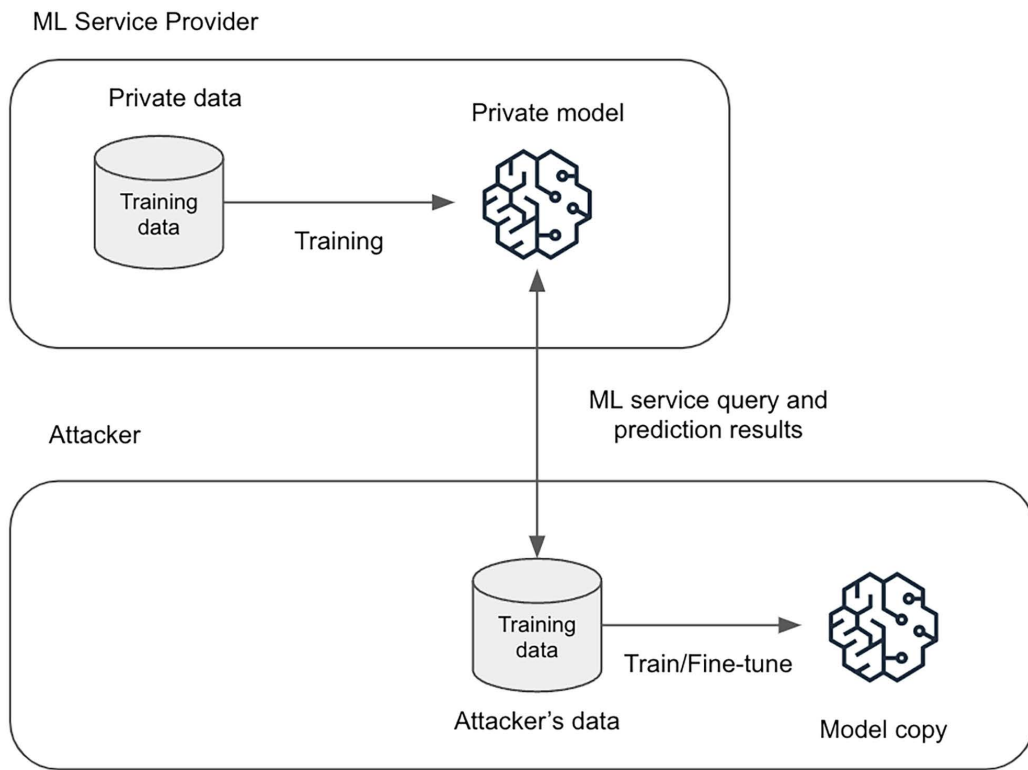 ML Service Provider
Private data
Private model
Training
data
Training
ML service query and
prediction results
Attacker
Training
data
Train/Fine-tune
Attacker’s data
Model copy